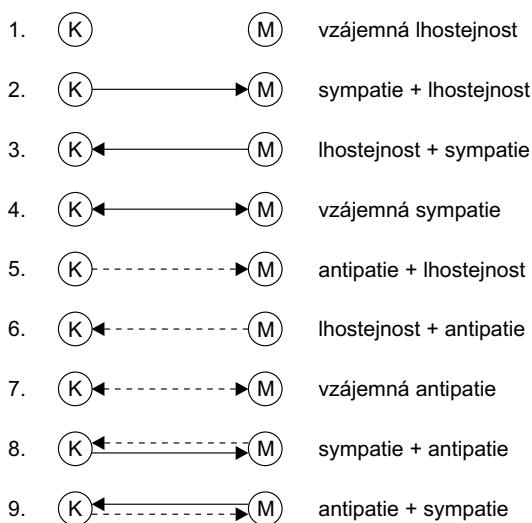 1. K M vzájemná lhostejnost
2. K M sympatie + lhostejnost
3. K M lhostejnost + sympatie
4. K M vzájemná sympatie
5. K M antipatie + lhostejnost
6. K M lhostejnost + antipatie
7. K M vzájemná antipatie
8. K M sympatie + antipatie
9. K M antipatie + sympatie